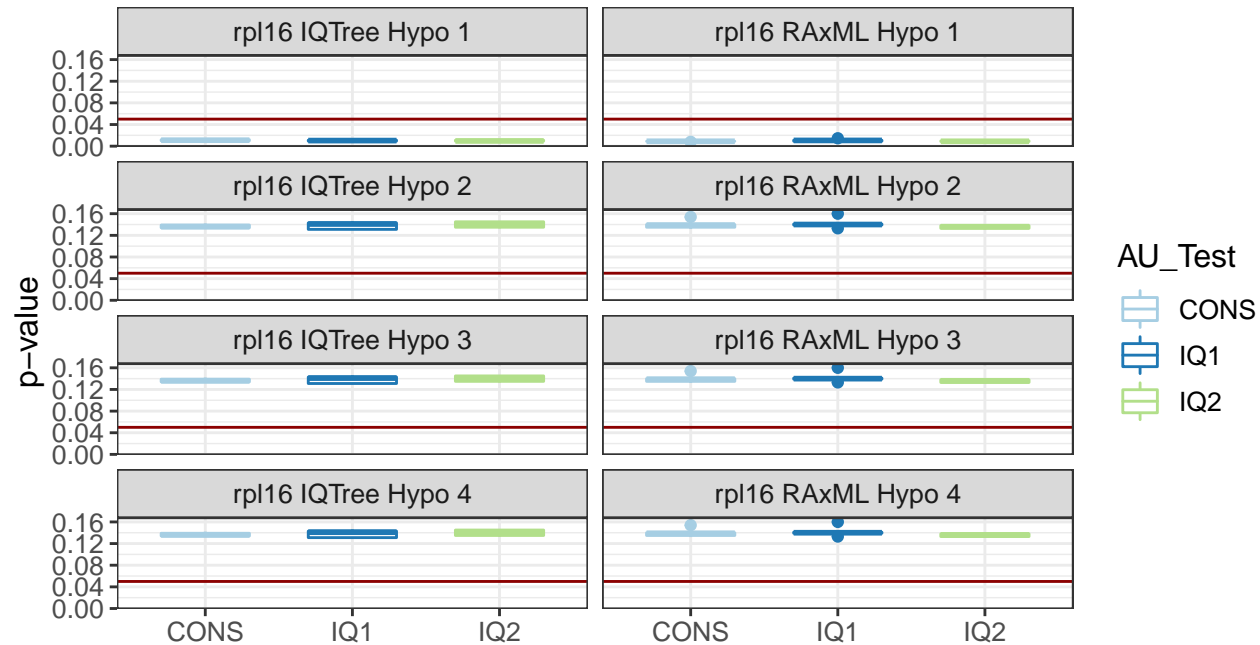 rpl16 IQTree Hypo 1
rpl16 RAxML Hypo 1
0.16
0.12
0.08
0.04
0.00
rpl16 IQTree Hypo 2
rpl16 RAxML Hypo 2
0.16
0.12
0.08
0.04
0.00
rpl16 IQTree Hypo 3
rpl16 RAxML Hypo 3
0.16
0.12
0.08
0.04
0.00
rpl16 IQTree Hypo 4
rpl16 RAxML Hypo 4
0.16
0.12
0.08
0.04
0.00
CONS IQ1 IQ2
CONS IQ1 IQ2
p−value
AU_Test
CONS
IQ1
IQ2